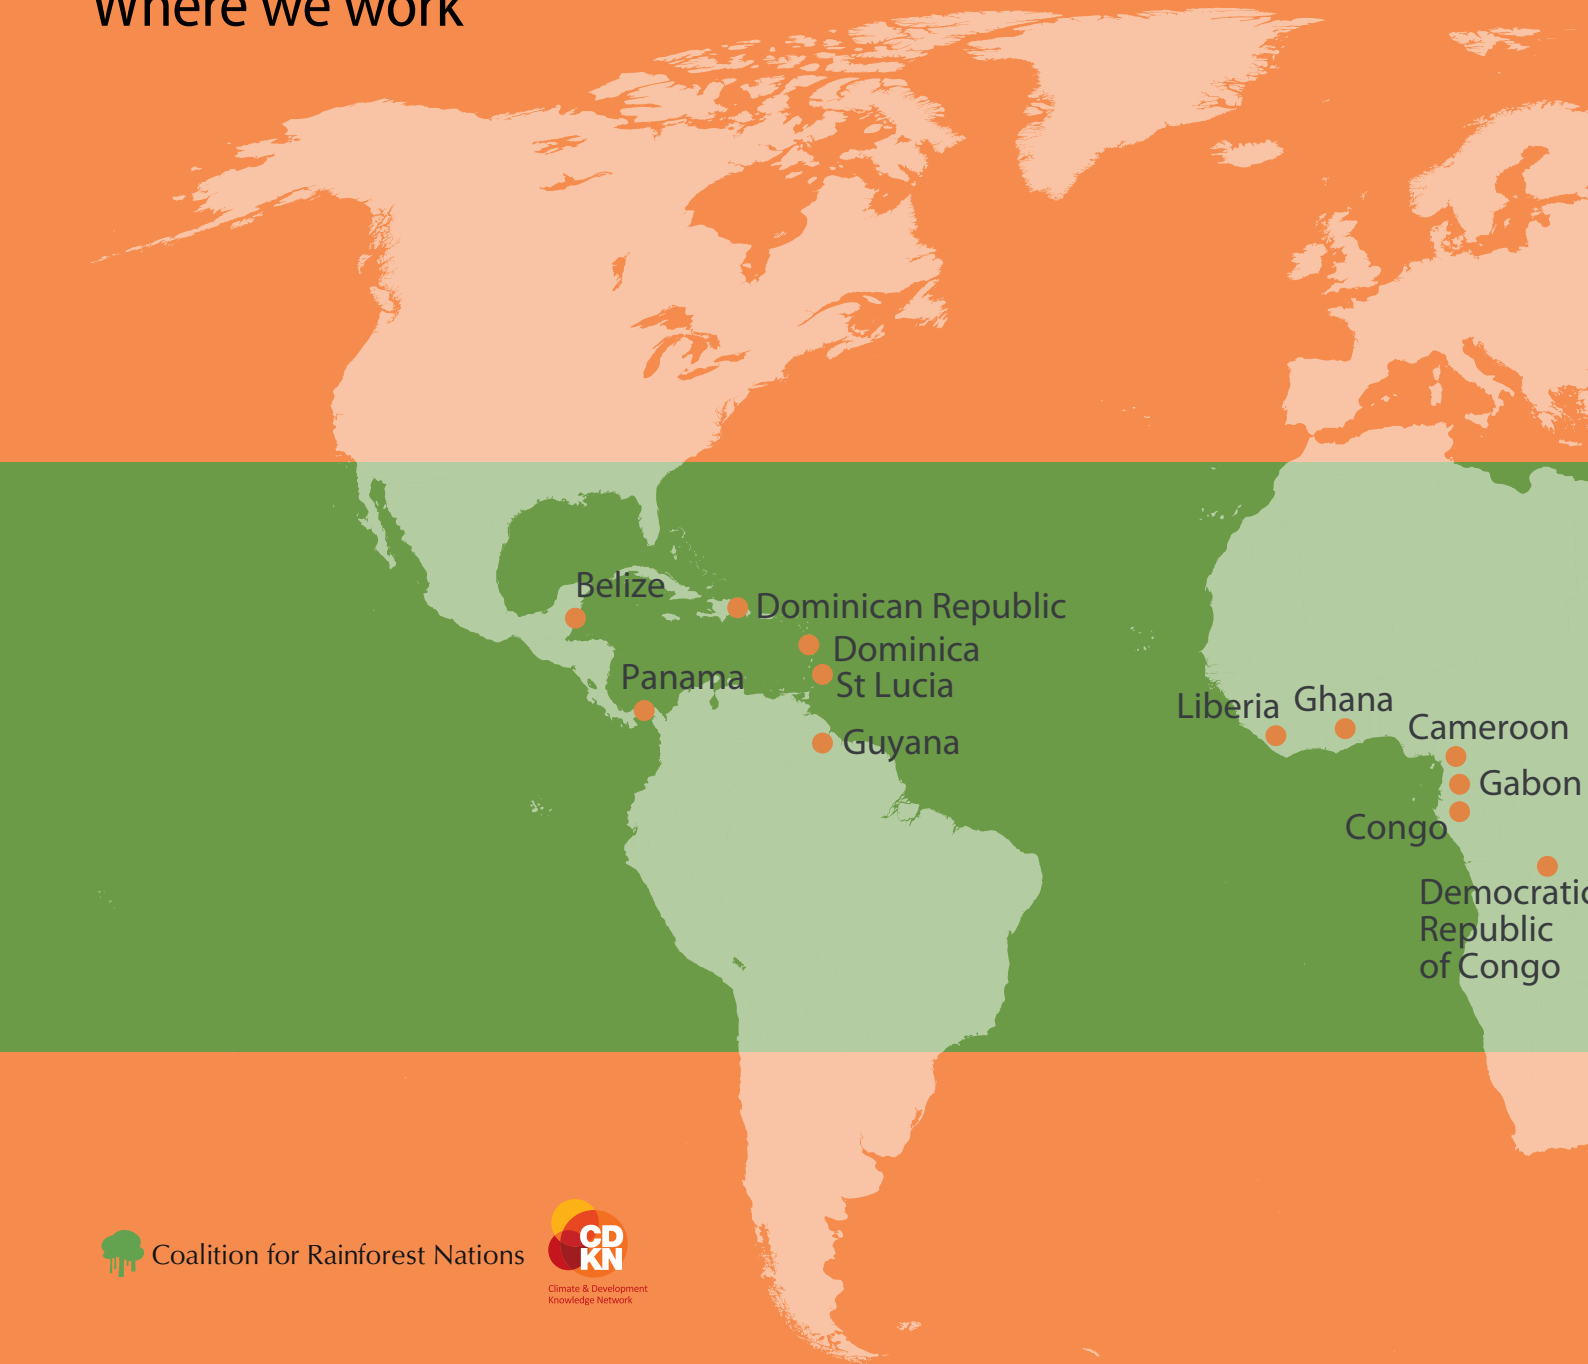 Where we work
Belize
Dominican Republic
Dominica
Panama
St Lucia
Liberia
Ghana
Cameroon
Guyana
Gabon
Congo
Democratic
Republic
of Congo
Coalition for Rainforest Nations
CD
KN
Climate & Development
Knowledge Network